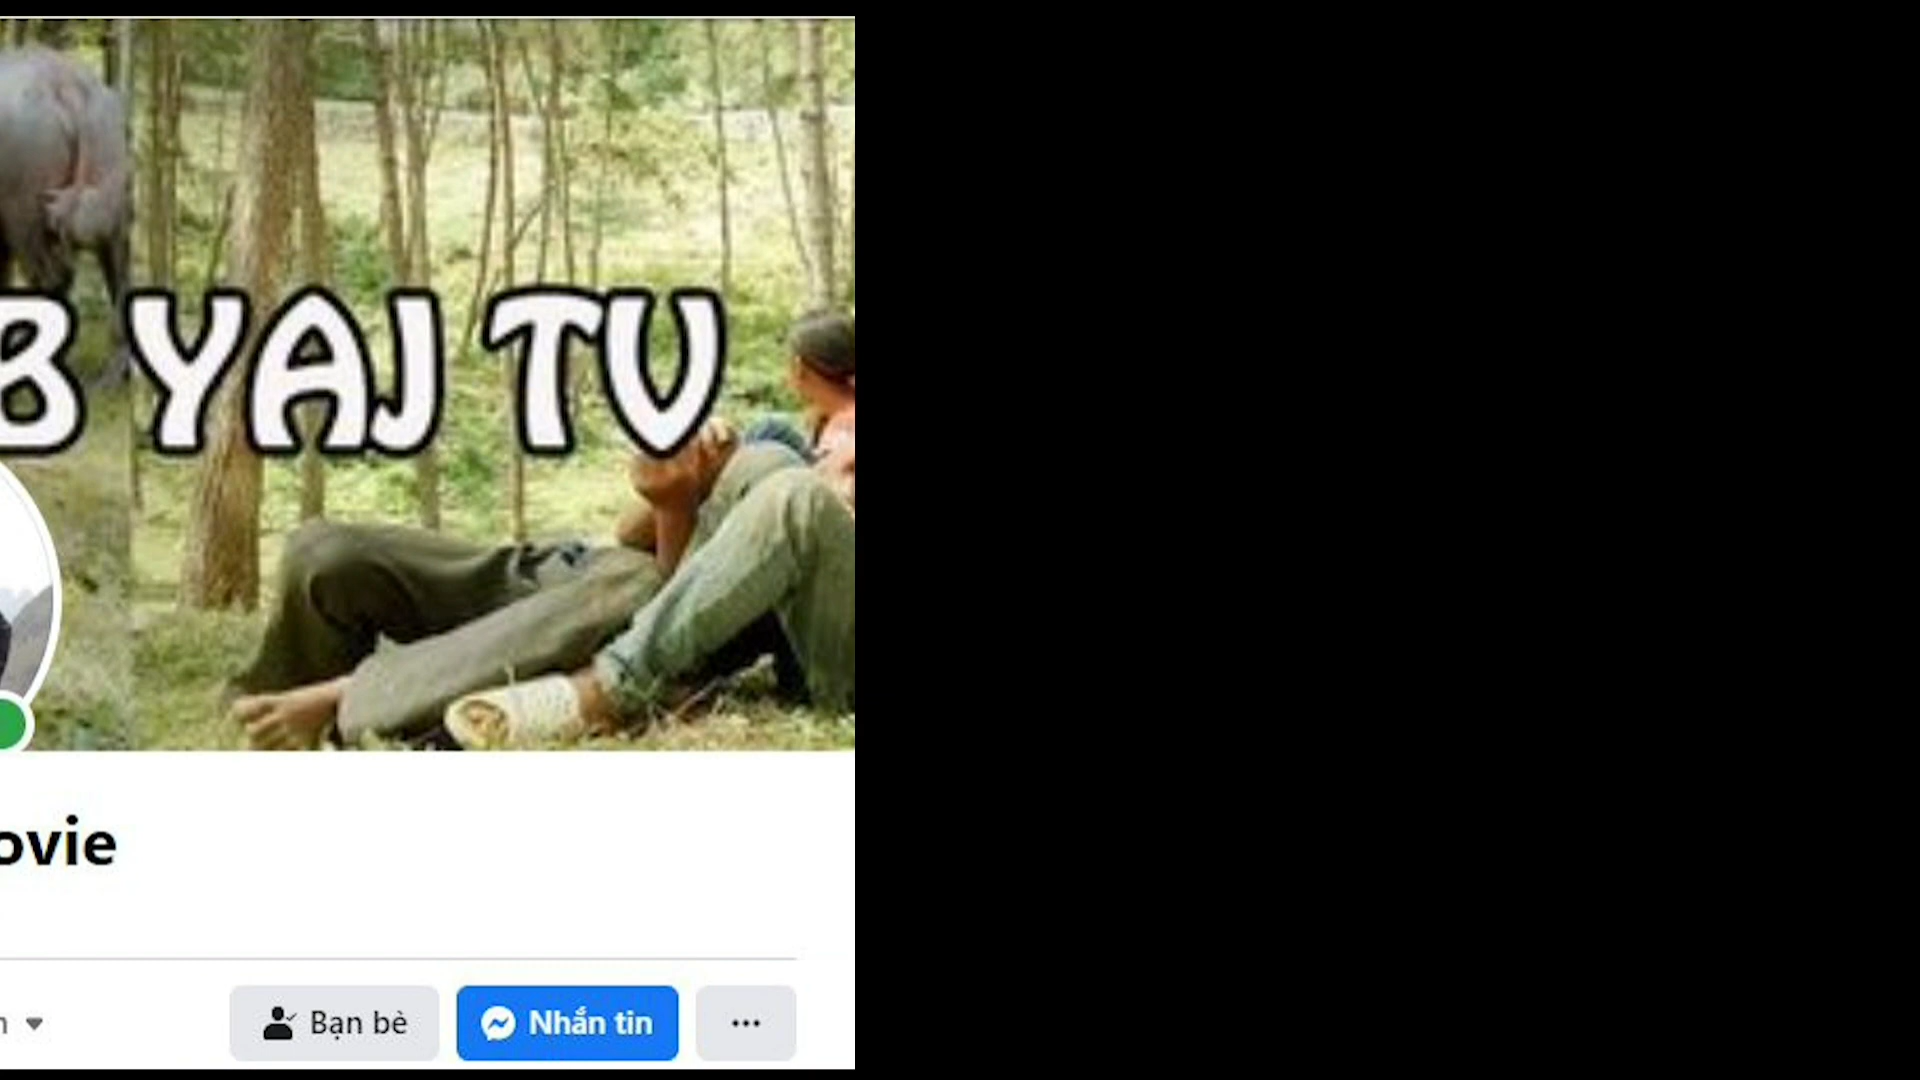 B YAJ TV
ovie
Bạn bè
Nhắn tin